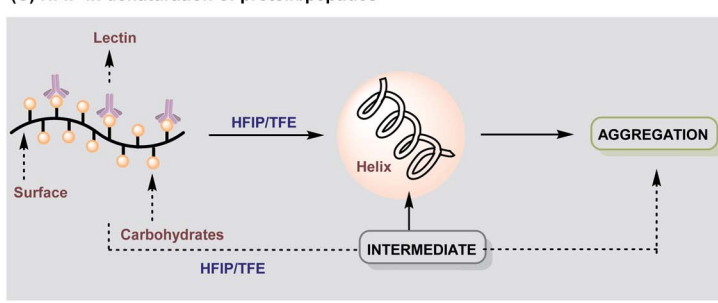 Lectin
HFIP/TFE
AGGREGATION
Helix
Surface
Carbohydrates
INTERMEDIATE
HFIP/TFE